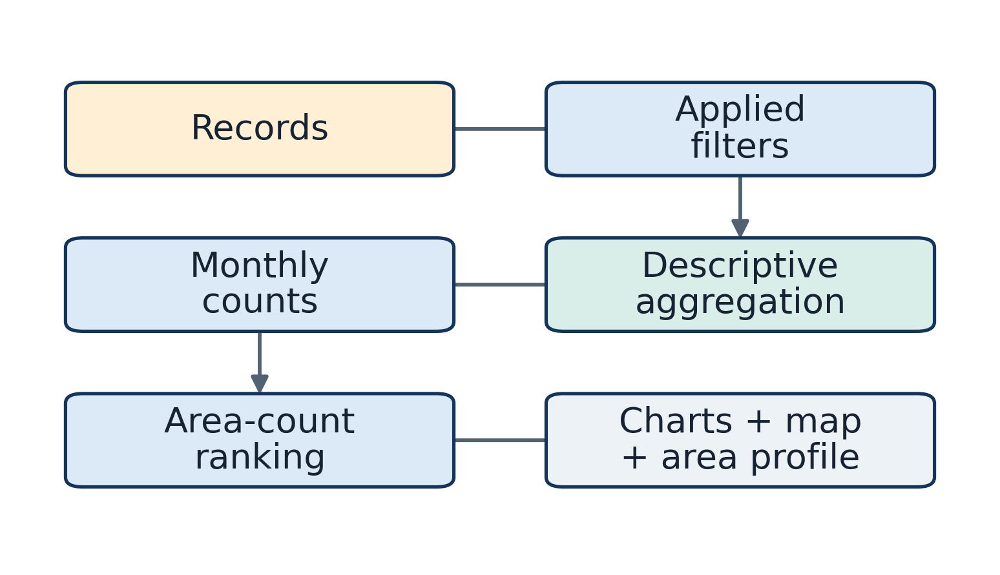 Records
Applied
filters
Monthly
counts
Descriptive
aggregation
Area-count
ranking
Charts + map
+ area profile